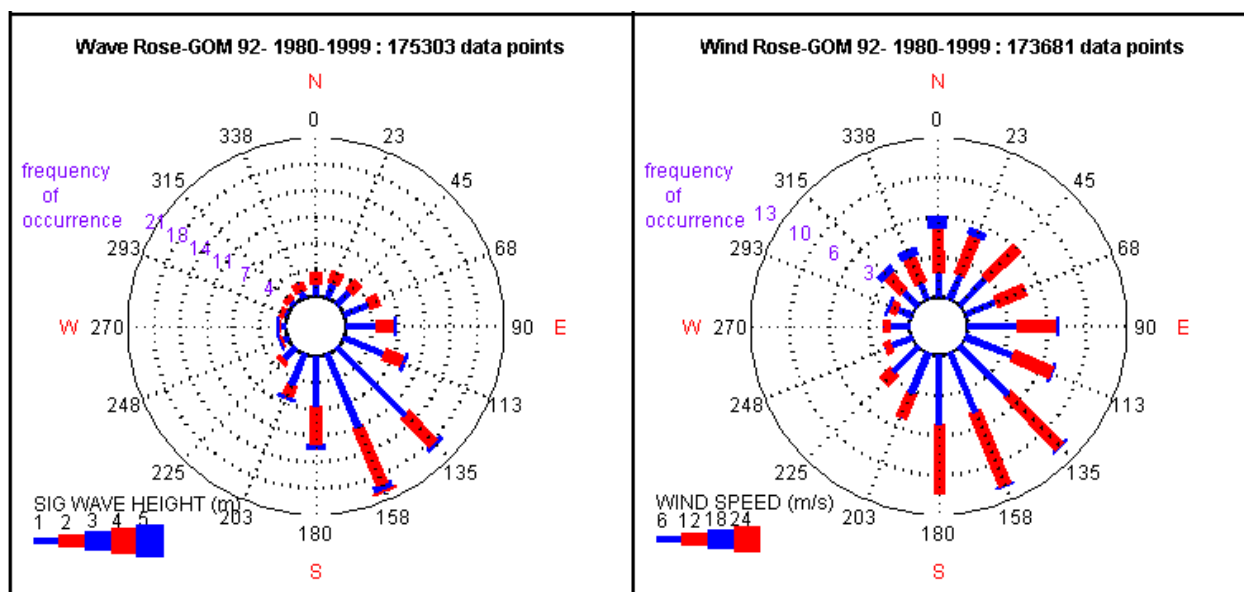 Wave Rose-GOM 92- 1980-1999 : 175303 data points
N
0
338 23
frequency
of
occurrence
315 45
21
18
14
11
7
4
293 68
W 270 90 E
248 113
225 135
203 158
180
S
SIG WAVE HEIGHT (m)
1 2 3 4 5
Wind Rose-GOM 92- 1980-1999 : 173681 data points
N
0
338 23
frequency
of
occurrence
315 45
13
10
6
3
293 68
W 270 90 E
248 113
225 135
203 158
180
S
WIND SPEED (m/s)
6 12 18 24